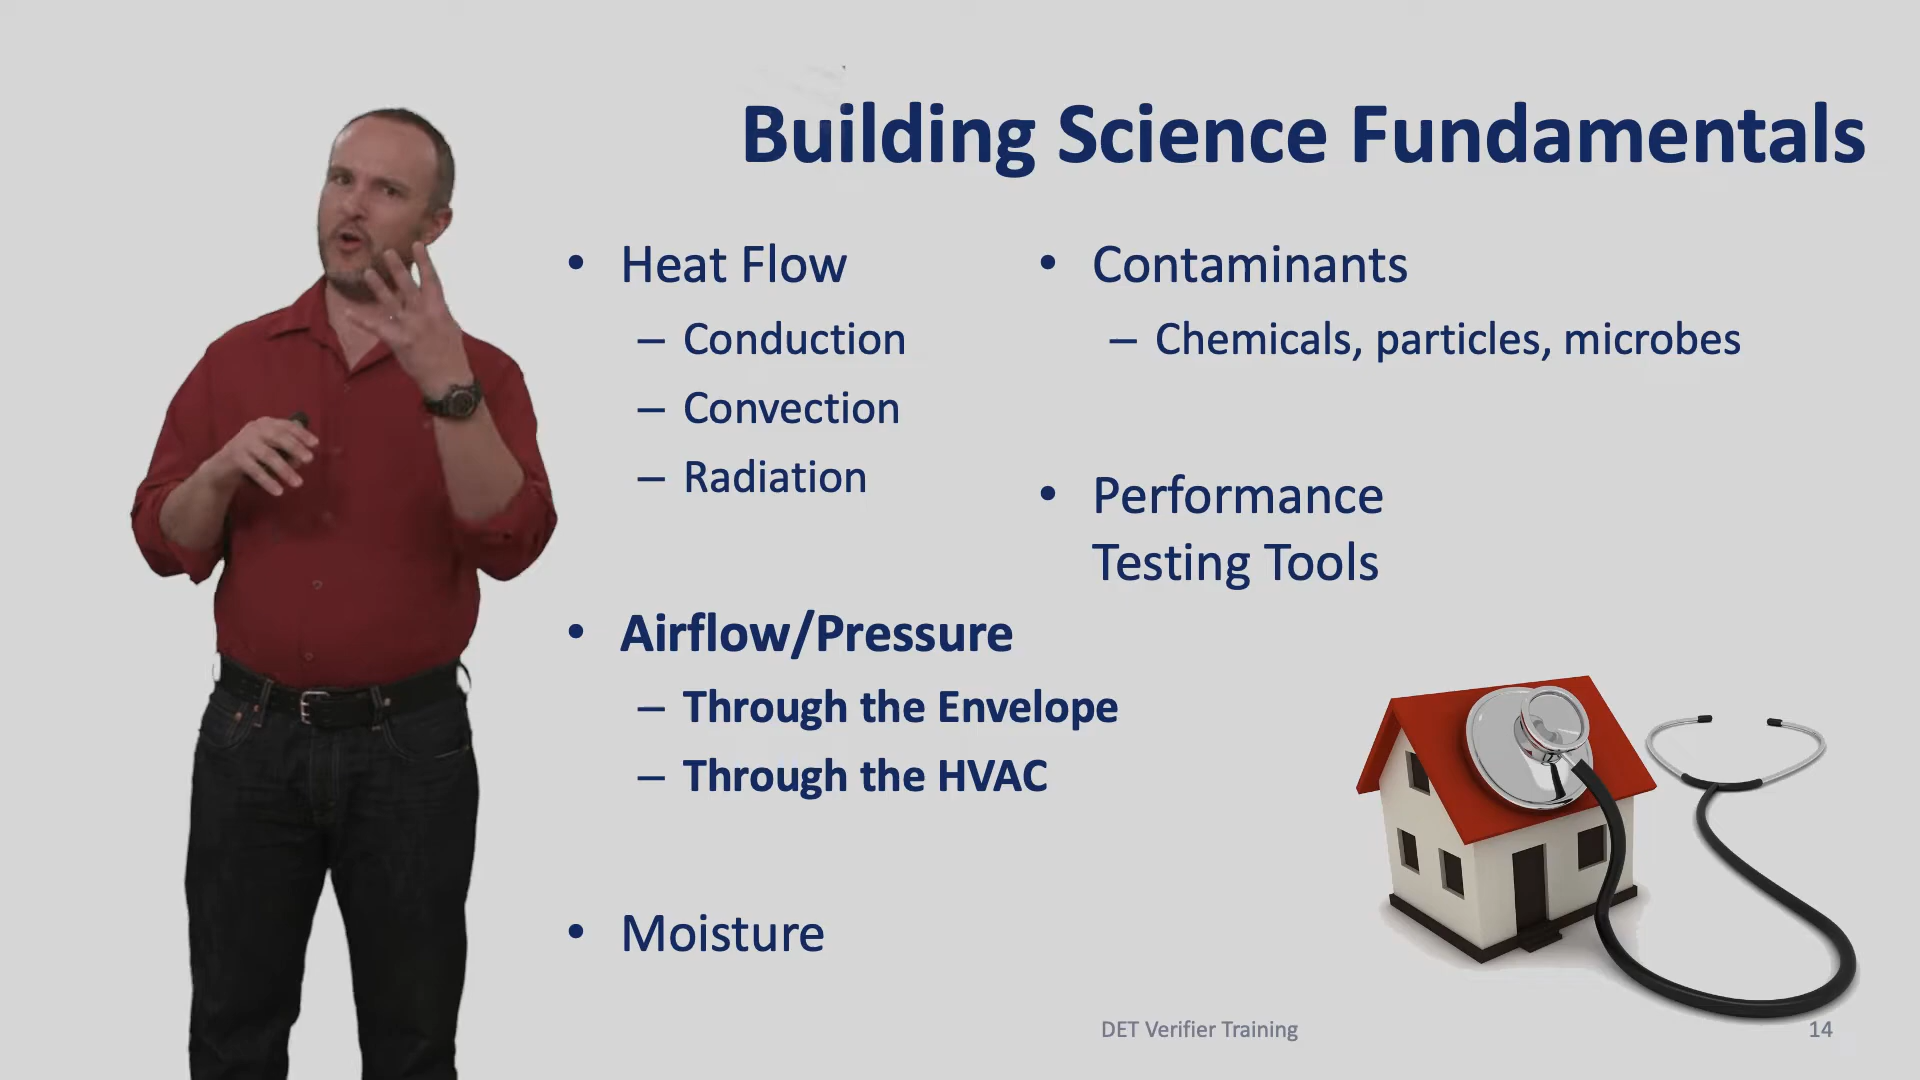 Building Science Fundamentals
• Heat Flow
– Conduction
– Convection
– Radiation
• Airflow/Pressure
– Through the Envelope
– Through the HVAC
• Moisture
• Contaminants
– Chemicals, particles, microbes
• Performance
Testing Tools
DET Verifier Training
14